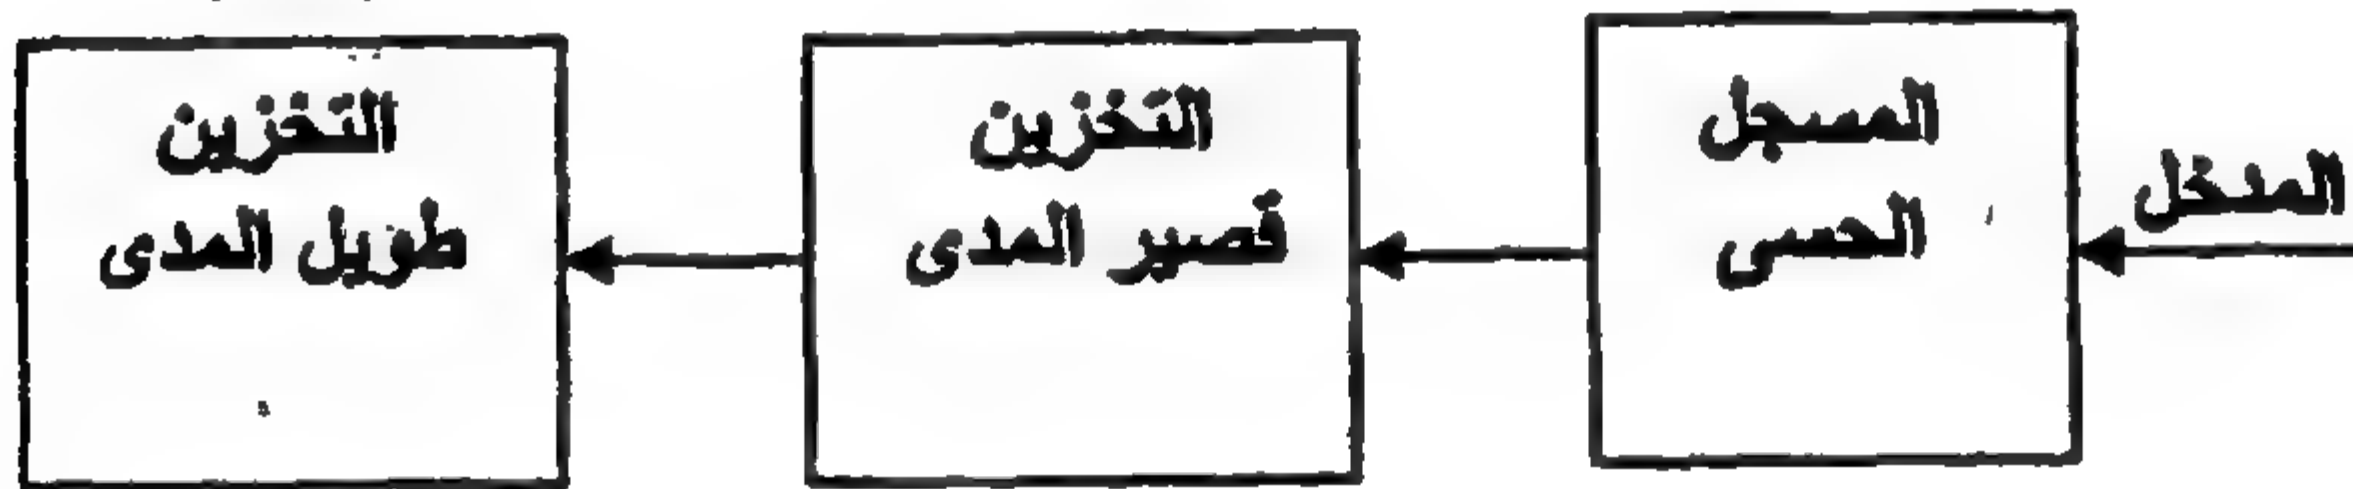 المدخل
المسجل
الحسى
التخزين
قصير المدى
التخزين
طويل المدى